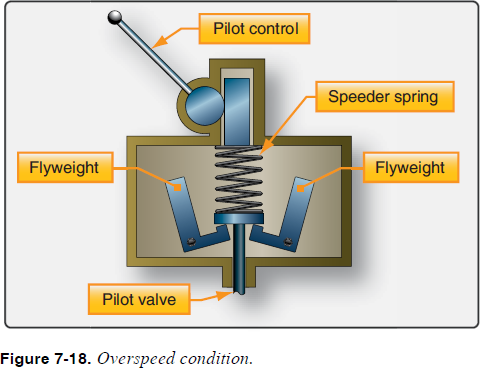 Pilot control
Speeder spring
Flyweight
Flyweight
Pilot valve
Figure 7-18. Overspeed condition.